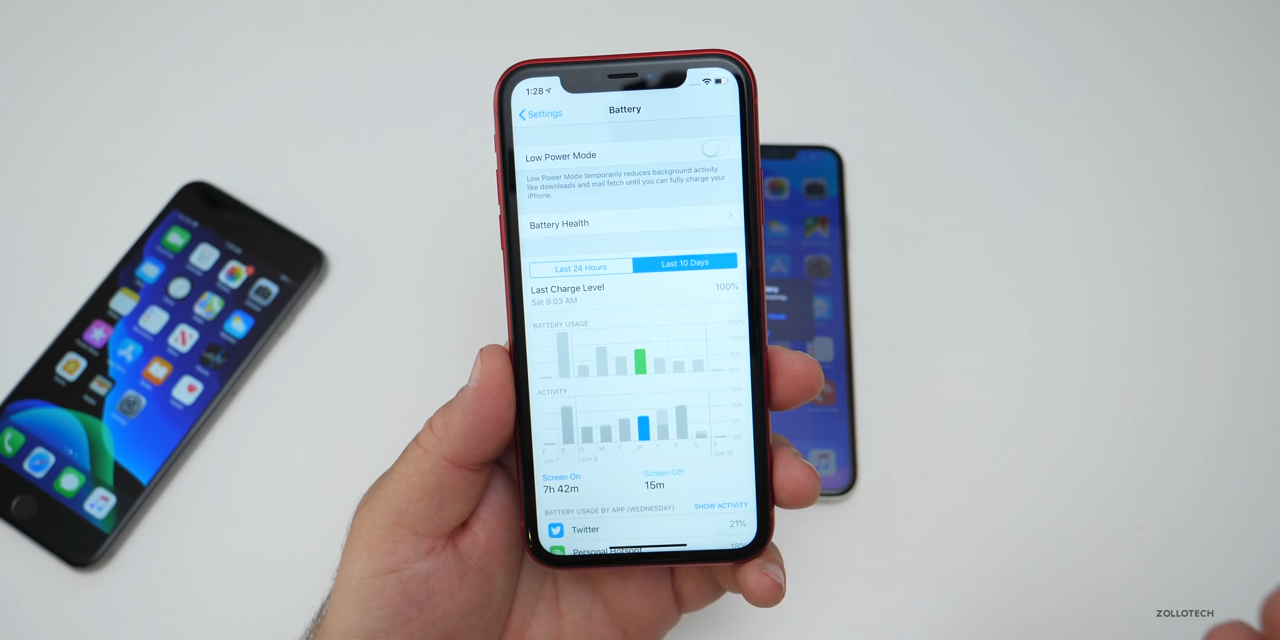 1:28
Settings
Battery
Low Power Mode
Low Power Mode temporarily reduces background activity
like downloads and mail fetch until you can fully charge your
iPhone.
Battery Health
Last 24 Hours
Last 10 Days
Last Charge Level
100%
Sat 9:03 AM
BATTERY USAGE
ACTIVITY
Screen On
Screen Off
7h 42m
15m
BATTERY USAGE BY APP (WEDNESDAY)
SHOW ACTIVITY
Twitter
21%
Personal Hotspot
ZOLLOTECH